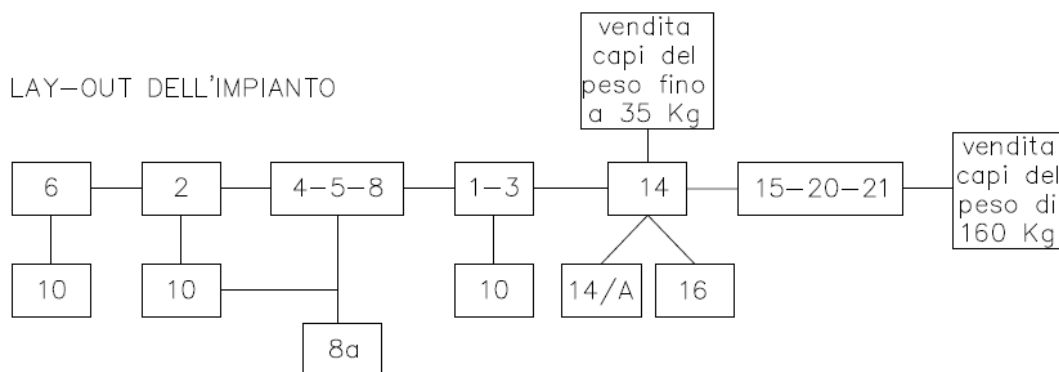 vendita
capi del
peso fino
a 35 Kg
LAY-OUT DELL'IMPIANTO
6
2
4-5-8
1-3
14
15-20-21
vendita
capi del
peso di
160 Kg
10
10
10
14/A
16
8a